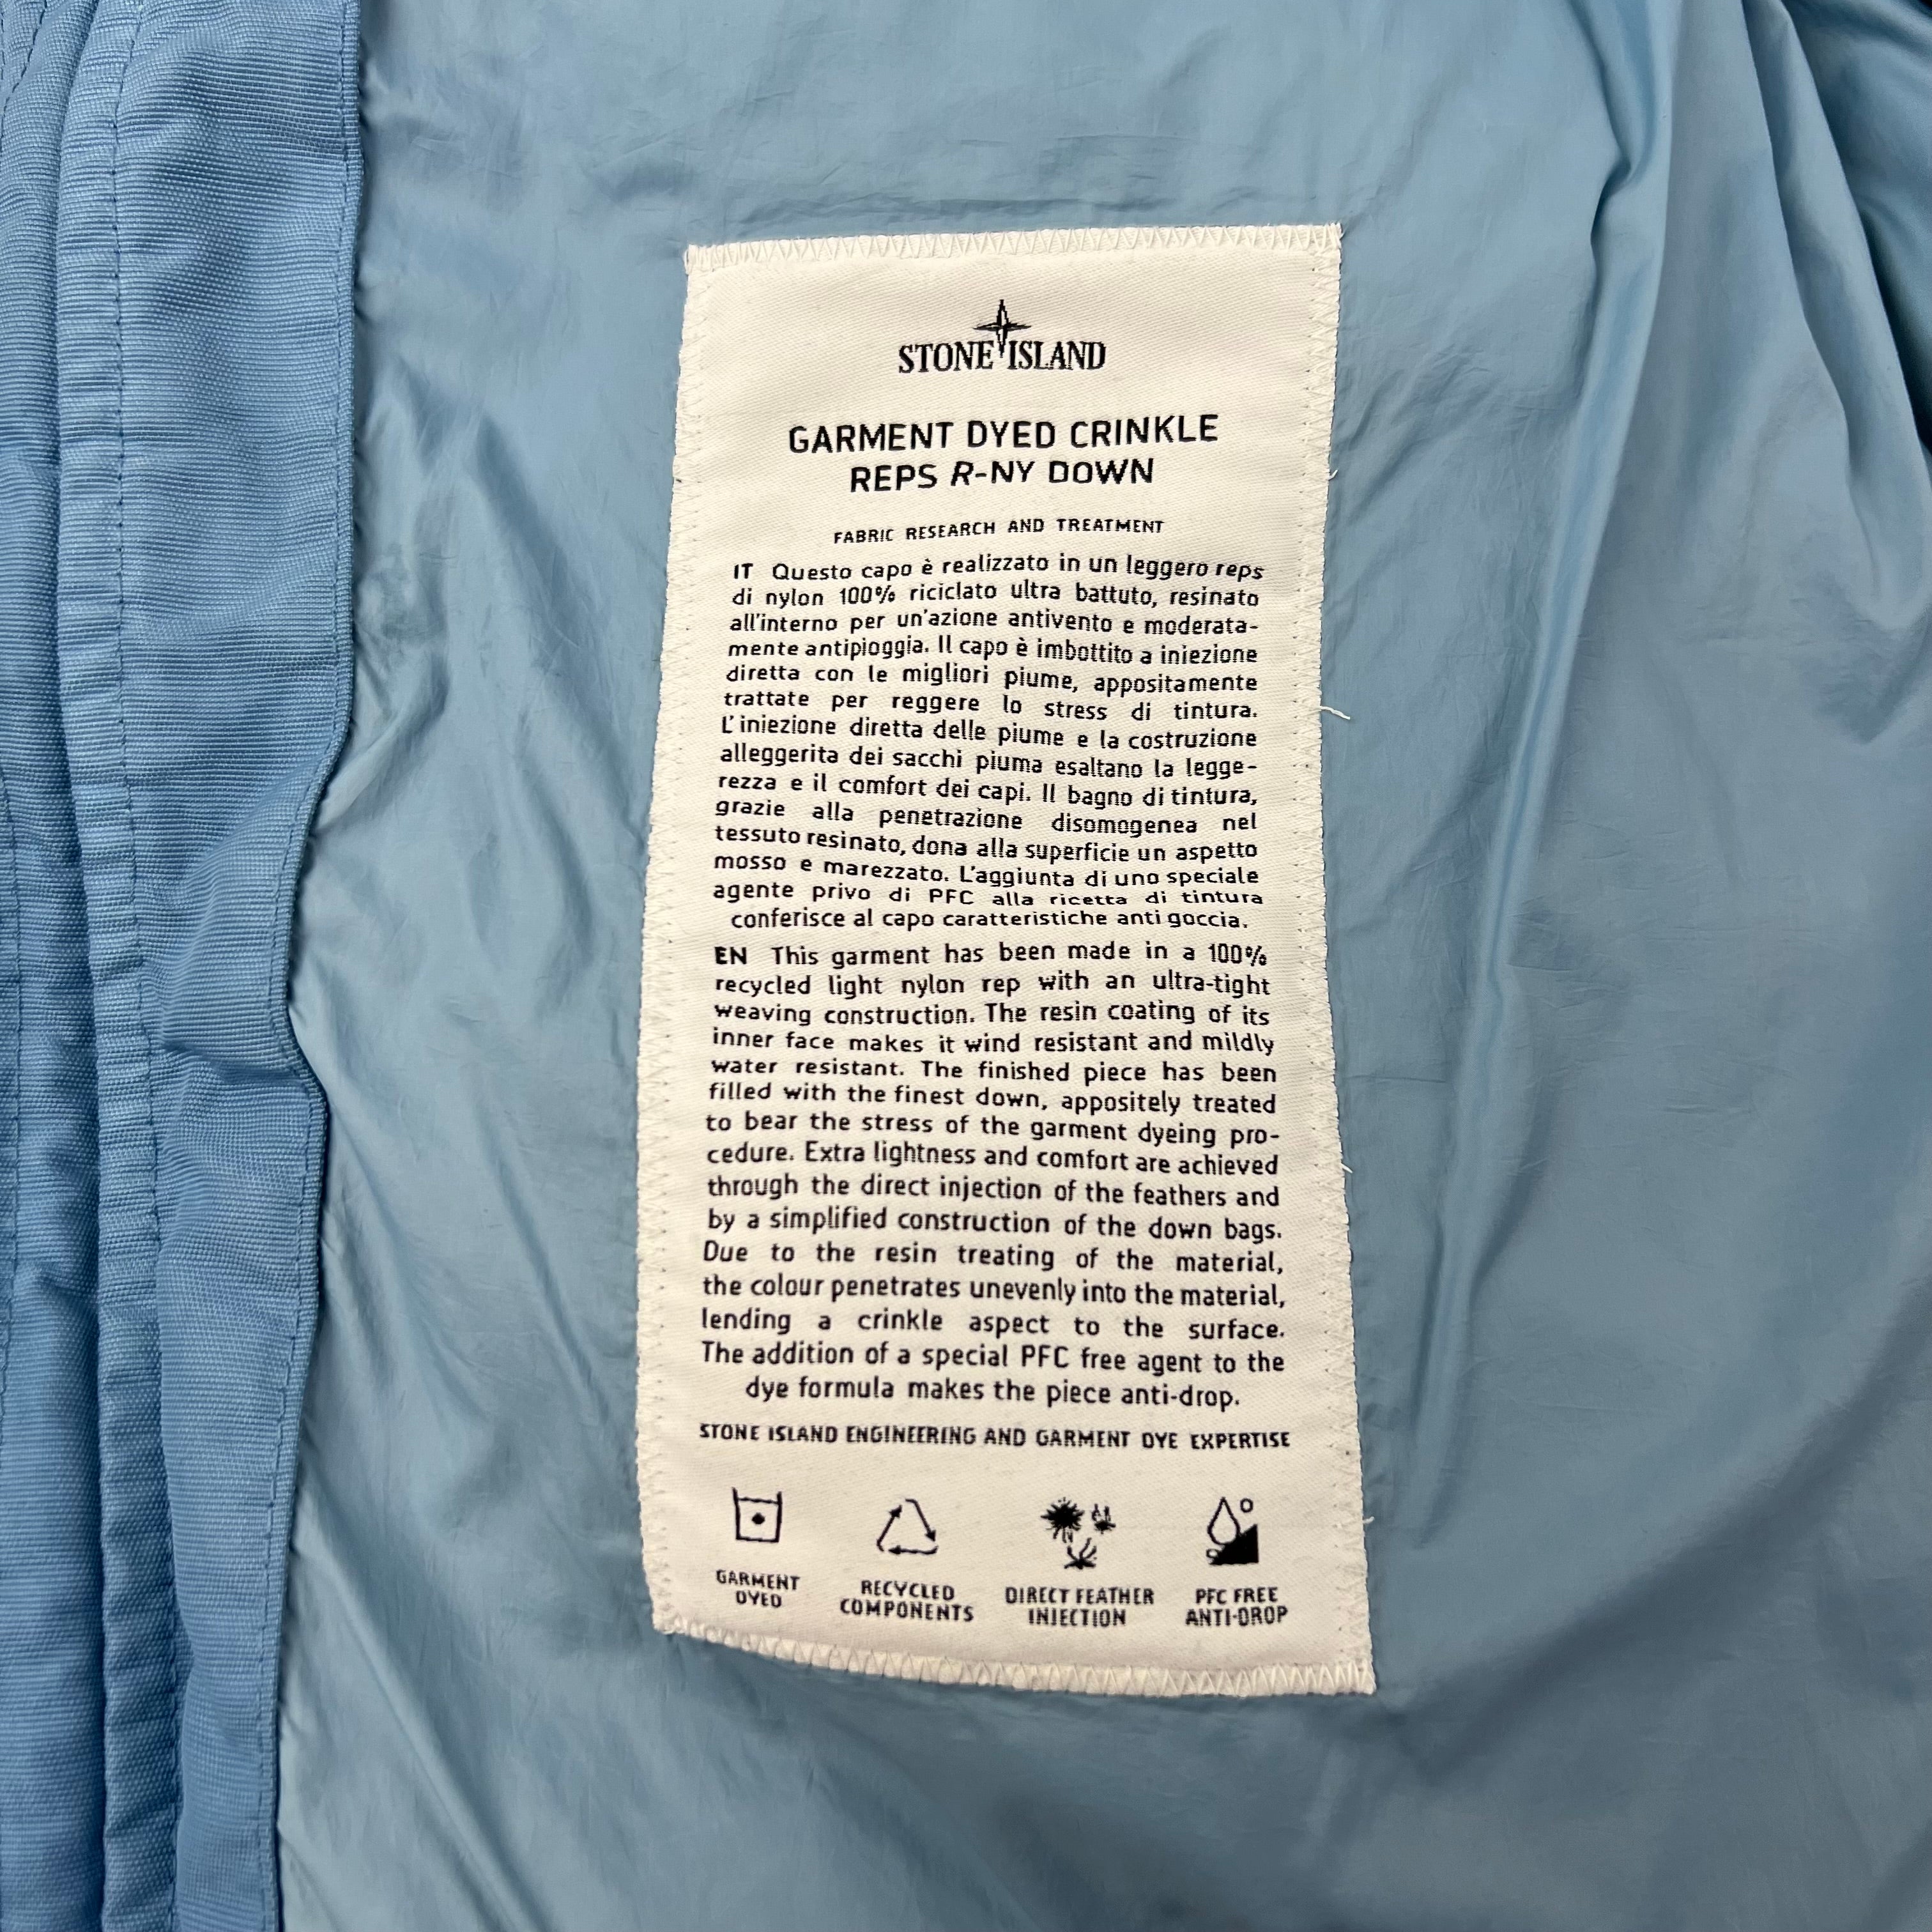 STONE ISLAND
GARMENT DYED CRINKLE
REPS R-NY DOWN
FABRIC RESEARCH AND TREATMENT
IT Questo capo è realizzato in un leggero reps
di nylon 100% riciclato ultra battuto, resinato
all'interno per un'azione antivento e moderata-
mente antipioggia. Il capo è imbottito a iniezione
diretta con le migliori piume, appositamente
trattate per reggere lo stress di tintura.
L'iniezione diretta delle piume e la costruzione
alleggerita dei sacchi piuma esaltano la legge-
rezza e il comfort dei capi. Il bagno di tintura,
grazie alla penetrazione disomogenea nel
tessuto resinato, dona alla superficie un aspetto
mosso e marezzato. L'aggiunta di uno speciale
agente privo di PFC alla ricetta di tintura
conferisce al capo caratteristiche anti goccia.
EN This garment has been made in a 100%
recycled light nylon rep with an ultra-tight
weaving construction. The resin coating of its
inner face makes it wind resistant and mildly
water resistant. The finished piece has been
filled with the finest down, appositely treated
to bear the stress of the garment dyeing pro-
cedure. Extra lightness and comfort are achieved
through the direct injection of the feathers and
by a simplified construction of the down bags.
Due to the resin treating of the material,
the colour penetrates unevenly into the material,
lending a crinkle aspect to the surface.
The addition of a special PFC free agent to the
dye formula makes the piece anti-drop.
STONE ISLAND ENGINEERING AND GARMENT DYE EXPERTISE
GARMENT
DYED
RECYCLED
COMPONENTS
DIRECT FEATHER
INJECTION
PFC FREE
ANTI-DROP